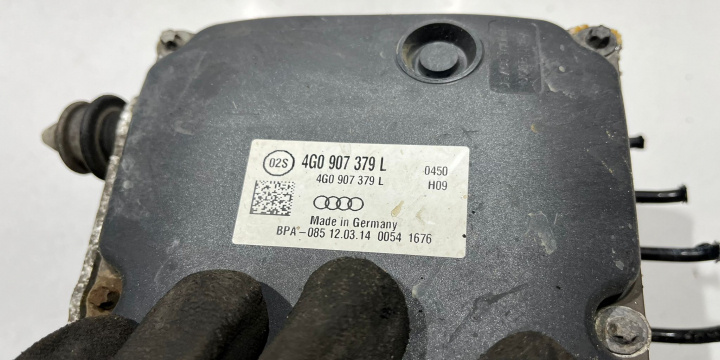 02S 4G0 907 379 L 0450
4G0 907 379 L H09
Made in Germany
BPA-085 12.03.14 0054 1676